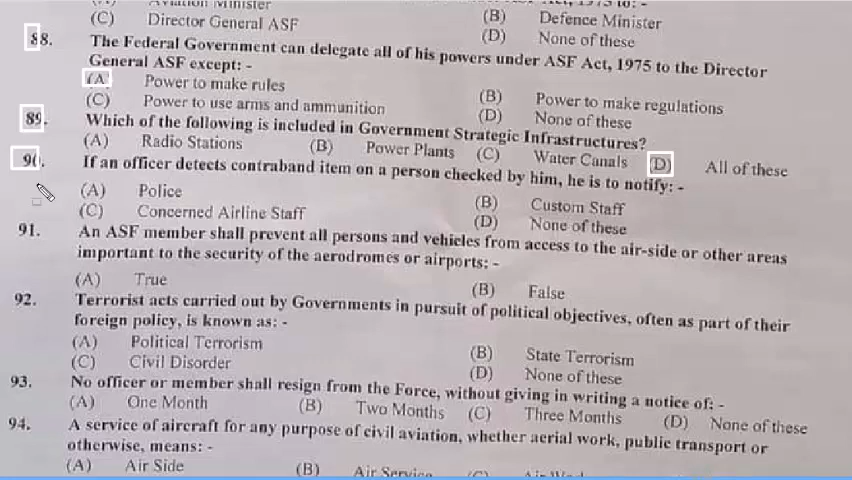 Aviation Minister
(B) Defence Minister
(C) Director General ASF
(D) None of these
88. The Federal Government can delegate all of his powers under ASF Act, 1975 to the Director
General ASF except: -
(A) Power to make rules
(B) Power to make regulations
(C) Power to use arms and ammunition
(D) None of these
89. Which of the following is included in Government Strategic Infrastructures?
(A) Radio Stations (B) Power Plants (C) Water Canals (D) All of these
90. If an officer detects contraband item on a person checked by him, he is to notify: -
(A) Police
(B) Custom Staff
(C) Concerned Airline Staff
(D) None of these
91. An ASF member shall prevent all persons and vehicles from access to the air-side or other areas
important to the security of the aerodromes or airports: -
(A) True
(B) False
92. Terrorist acts carried out by Governments in pursuit of political objectives, often as part of their
foreign policy, is known as: -
(A) Political Terrorism
(B) State Terrorism
(C) Civil Disorder
(D) None of these
93. No officer or member shall resign from the Force, without giving in writing a notice of: -
(A) One Month (B) Two Months (C) Three Months (D) None of these
94. A service of aircraft for any purpose of civil aviation, whether aerial work, public transport or
otherwise, means: -
(A) Air Side (B) Air Service (C)